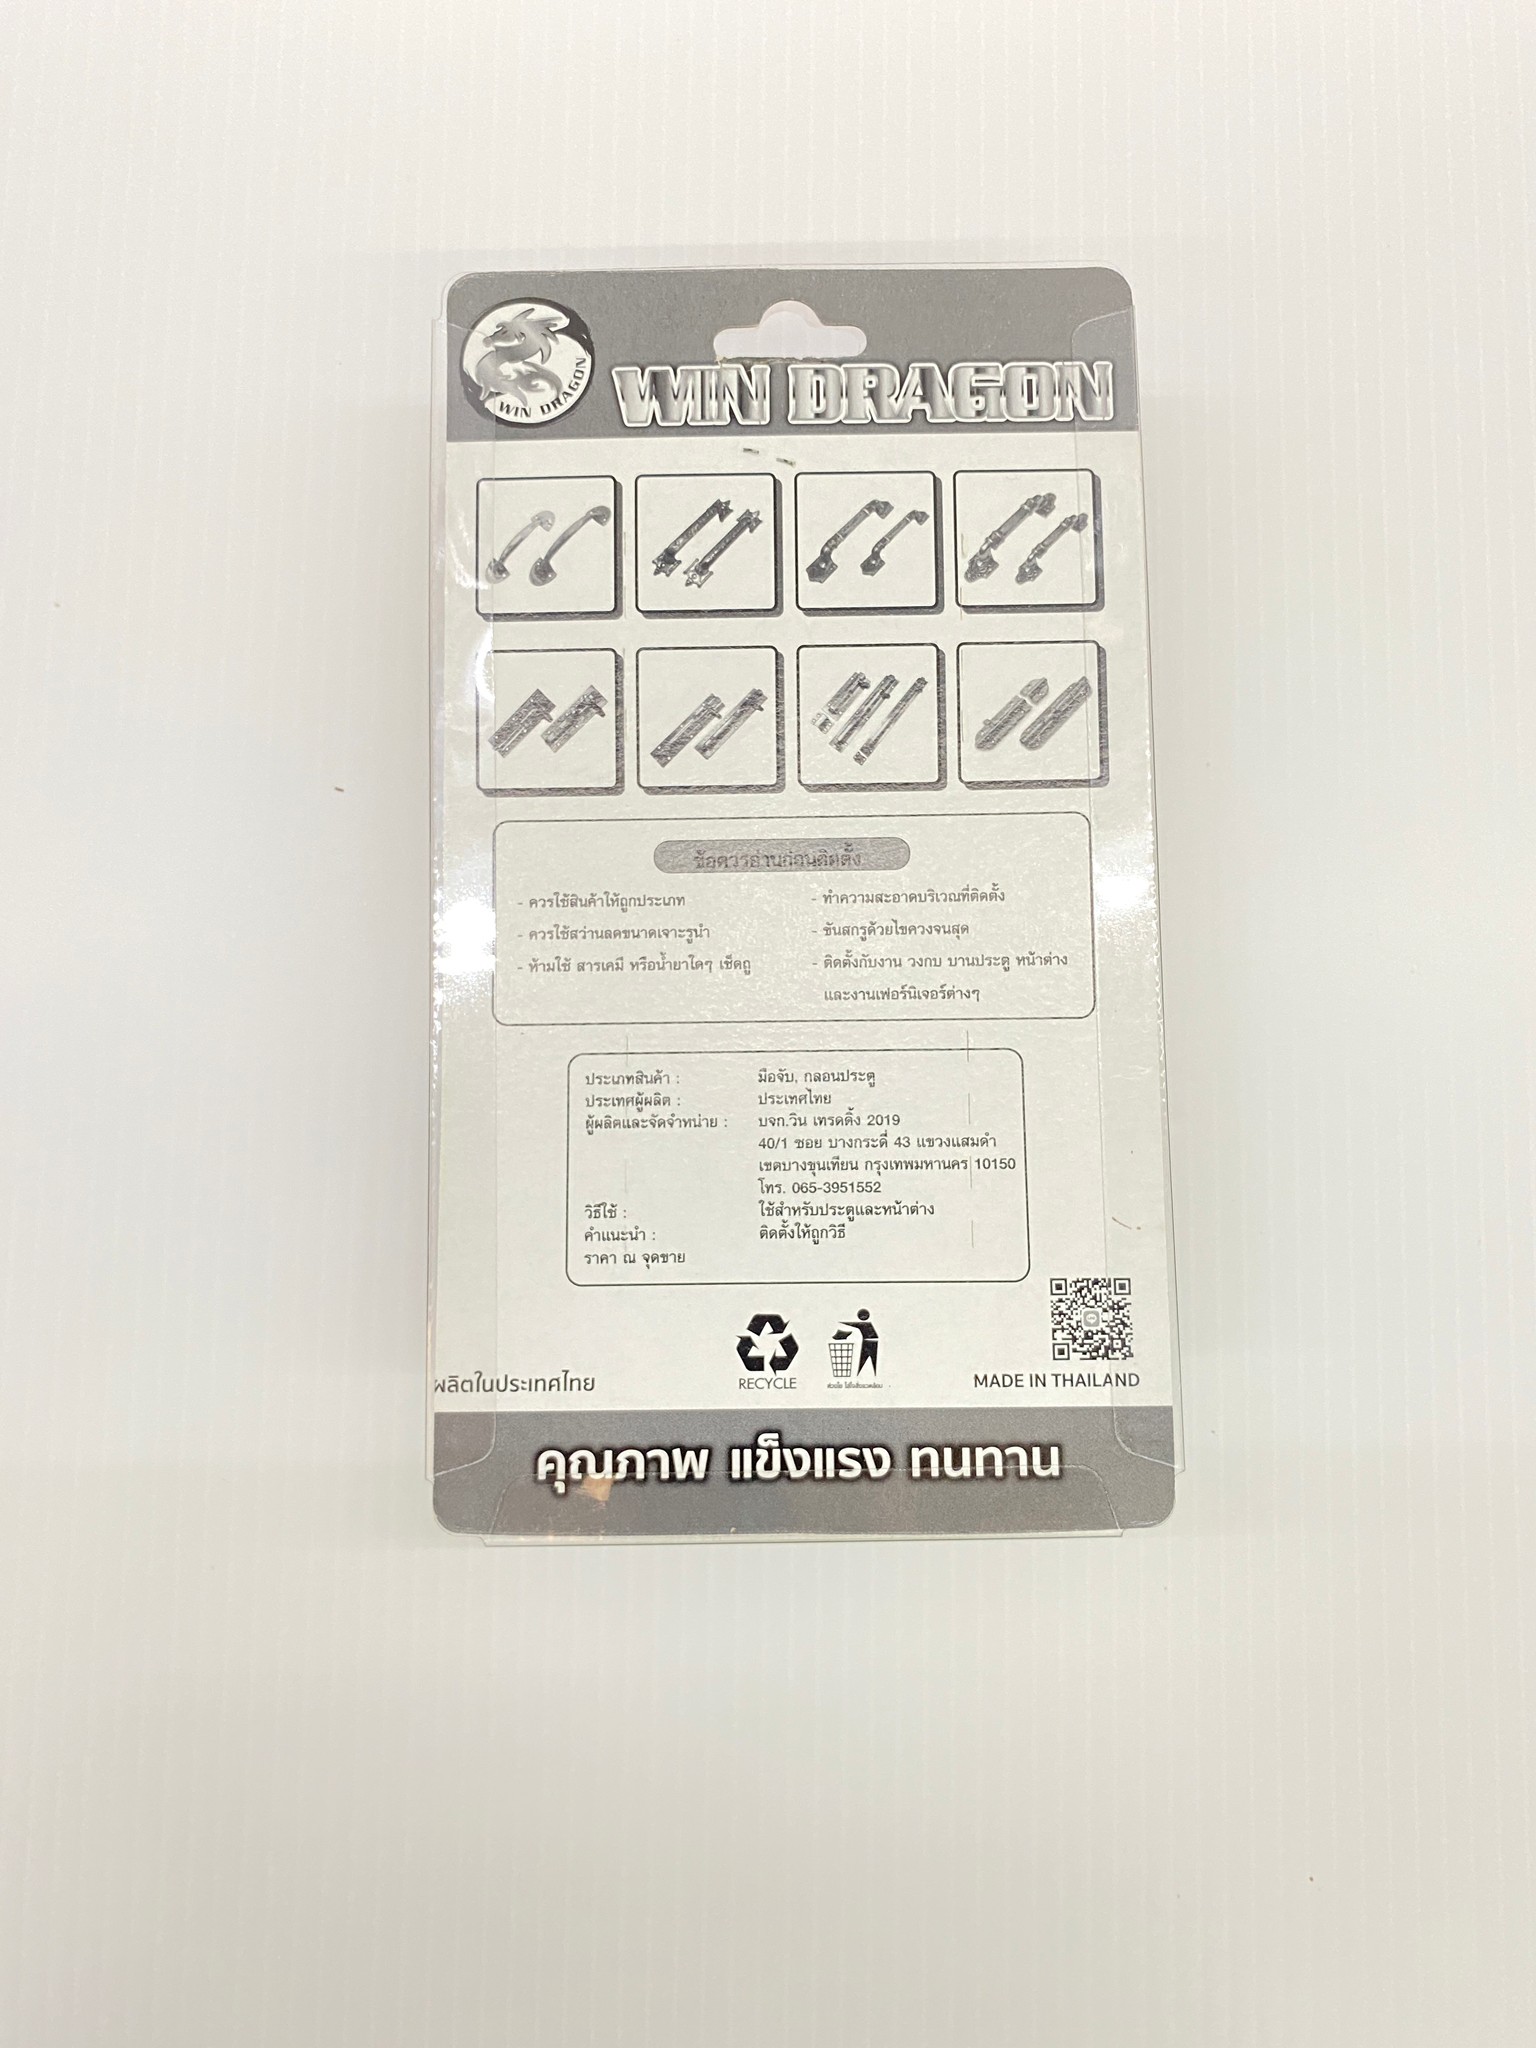 WIN DRAGON
WIN DRAGON
ข้อควรอ่านก่อนติดตั้ง
- ควรใช้สินค้าให้ถูกประเภท
- ควรใช้สว่านลดขนาดเจาะรูนำ
- ห้ามใช้ สารเคมี หรือน้ำยาใดๆ เช็ดถู
- ทำความสะอาดบริเวณที่ติดตั้ง
- ขันสกรูด้วยไขควงจนสุด
- ติดตั้งกับงาน วงกบ บานประตู หน้าต่าง
และงานเฟอร์นิเจอร์ต่างๆ
ประเภทสินค้า : มือจับ, กลอนประตู
ประเทศผู้ผลิต : ประเทศไทย
ผู้ผลิตและจัดจำหน่าย : บจก.วิน เทรดดิ้ง 2019
40/1 ซอย บางกระดี่ 43 แขวงแสมดำ
เขตบางขุนเทียน กรุงเทพมหานคร 10150
โทร. 065-3951552
วิธีใช้ : ใช้สำหรับประตูและหน้าต่าง
คำแนะนำ : ติดตั้งให้ถูกวิธี
ราคา ณ จุดขาย
RECYCLE
ผลิตในประเทศไทย
MADE IN THAILAND
คุณภาพ แข็งแรง ทนทาน